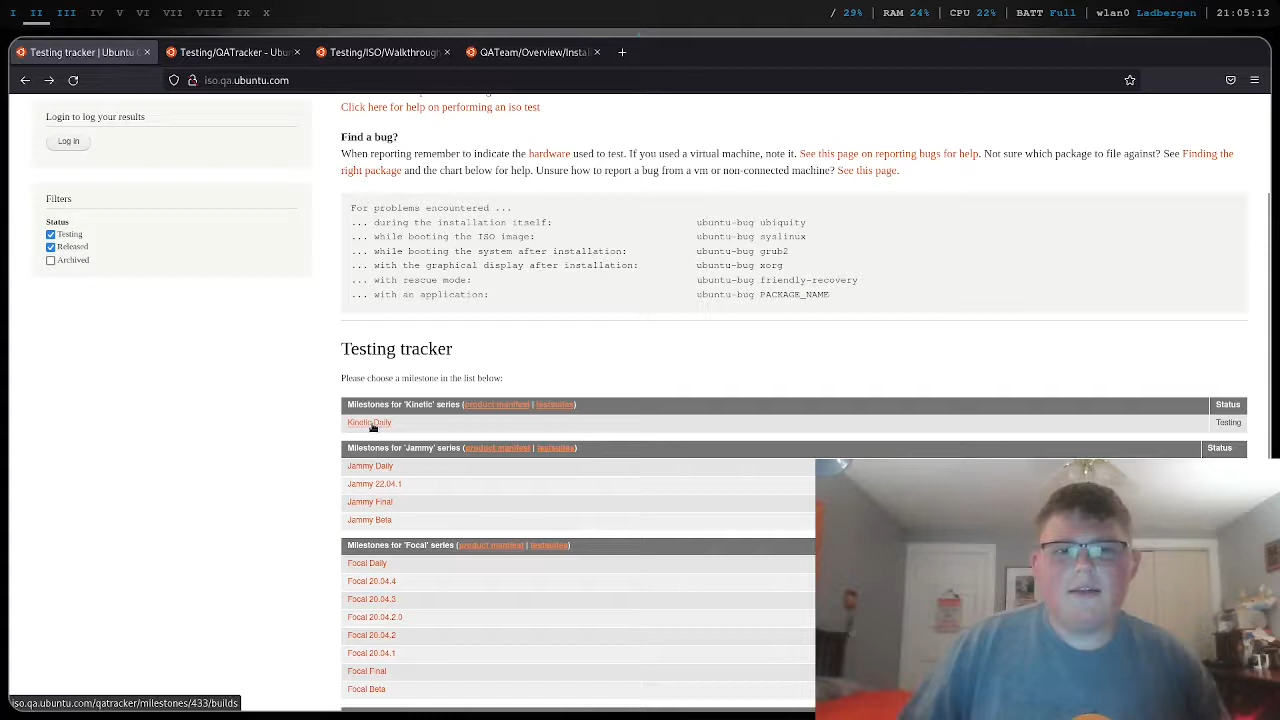 I II III IV V VI VII VIII IX X / 29% | RAM 24% | CPU 22% | BATT Full | wlan0 Ladbergen | 21:05:13
Testing tracker | Ubuntu × Testing/QATracker - Ubu × Testing/ISO/Walkthrough × QATeam/Overview/Install × +
iso.qa.ubuntu.com
Login to log your results
Log in
Filters
Status
Testing
Released
Archived
Click here for help on performing an iso test
Find a bug?
When reporting remember to indicate the hardware used to test. If you used a virtual machine, note it. See this page on reporting bugs for help. Not sure which package to file against? See Finding the
right package and the chart below for help. Unsure how to report a bug from a vm or non-connected machine? See this page.
For problems encountered ...
... during the installation itself: ubuntu-bug ubiquity
... while booting the ISO image: ubuntu-bug syslinux
... while booting the system after installation: ubuntu-bug grub2
... with the graphical display after installation: ubuntu-bug xorg
... with rescue mode: ubuntu-bug friendly-recovery
... with an application: ubuntu-bug PACKAGE_NAME
Testing tracker
Please choose a milestone in the list below:
Milestones for 'Kinetic' series (product manifest | testsuites) Status
Kinetic Daily Testing
Milestones for 'Jammy' series (product manifest | testsuites) Status
Jammy Daily
Jammy 22.04.1
Jammy Final
Jammy Beta
Milestones for 'Focal' series (product manifest | testsuites)
Focal Daily
Focal 20.04.4
Focal 20.04.3
Focal 20.04.2.0
Focal 20.04.2
Focal 20.04.1
Focal Final
Focal Beta
iso.qa.ubuntu.com/qatracker/milestones/433/builds